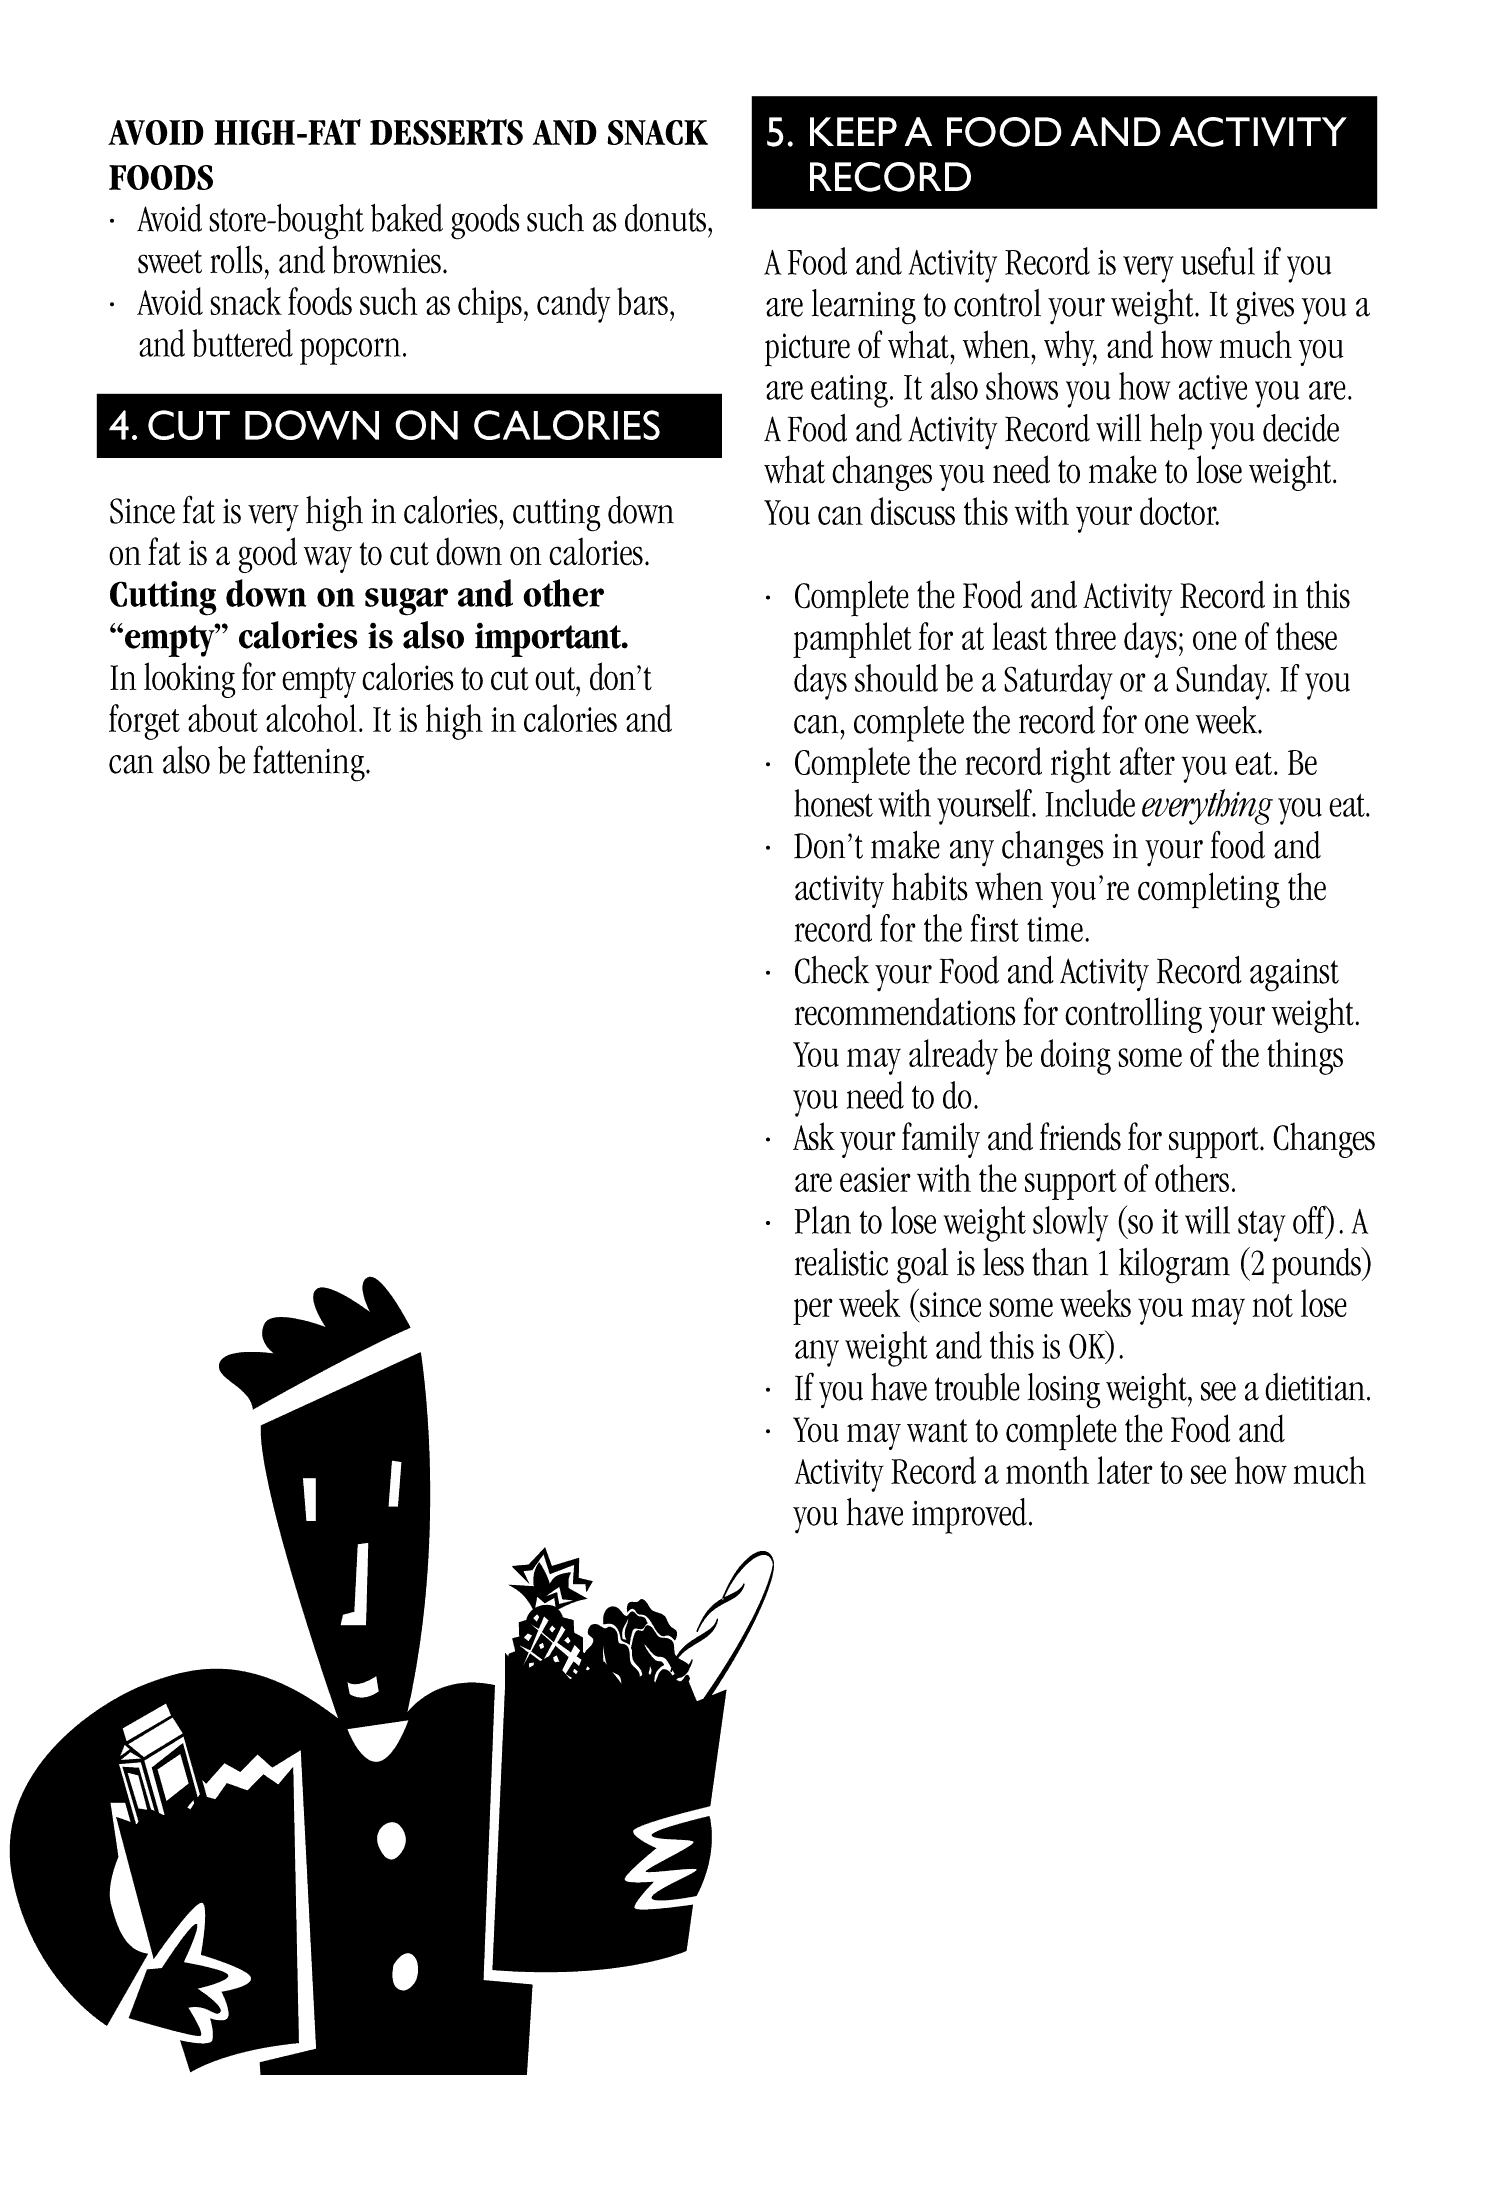 AVOID HIGH-FAT DESSERTS AND SNACK
FOODS
· Avoid store-bought baked goods such as donuts,
sweet rolls, and brownies.
· Avoid snack foods such as chips, candy bars,
and buttered popcorn.
4. CUT DOWN ON CALORIES
Since fat is very high in calories, cutting down
on fat is a good way to cut down on calories.
Cutting down on sugar and other
“empty” calories is also important.
In looking for empty calories to cut out, don’t
forget about alcohol. It is high in calories and
can also be fattening.
5. KEEP A FOOD AND ACTIVITY
RECORD
A Food and Activity Record is very useful if you
are learning to control your weight. It gives you a
picture of what, when, why, and how much you
are eating. It also shows you how active you are.
A Food and Activity Record will help you decide
what changes you need to make to lose weight.
You can discuss this with your doctor.
· Complete the Food and Activity Record in this
pamphlet for at least three days; one of these
days should be a Saturday or a Sunday. If you
can, complete the record for one week.
· Complete the record right after you eat. Be
honest with yourself. Include everything you eat.
· Don’t make any changes in your food and
activity habits when you’re completing the
record for the first time.
· Check your Food and Activity Record against
recommendations for controlling your weight.
You may already be doing some of the things
you need to do.
· Ask your family and friends for support. Changes
are easier with the support of others.
· Plan to lose weight slowly (so it will stay off). A
realistic goal is less than 1 kilogram (2 pounds)
per week (since some weeks you may not lose
any weight and this is OK).
· If you have trouble losing weight, see a dietitian.
· You may want to complete the Food and
Activity Record a month later to see how much
you have improved.